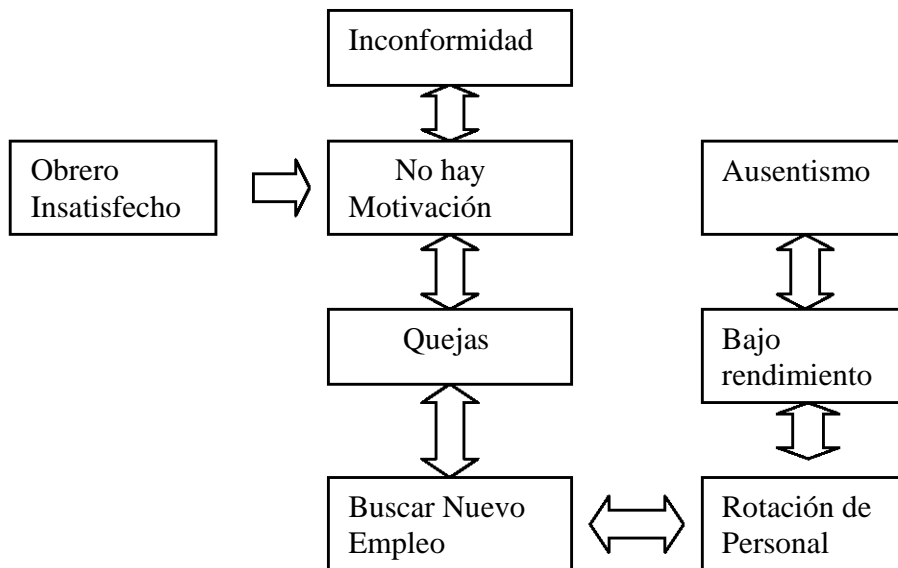 Inconformidad
Obrero
Insatisfecho
No hay
Motivación
Ausentismo
Quejas
Bajo
rendimiento
Buscar Nuevo
Empleo
Rotación de
Personal